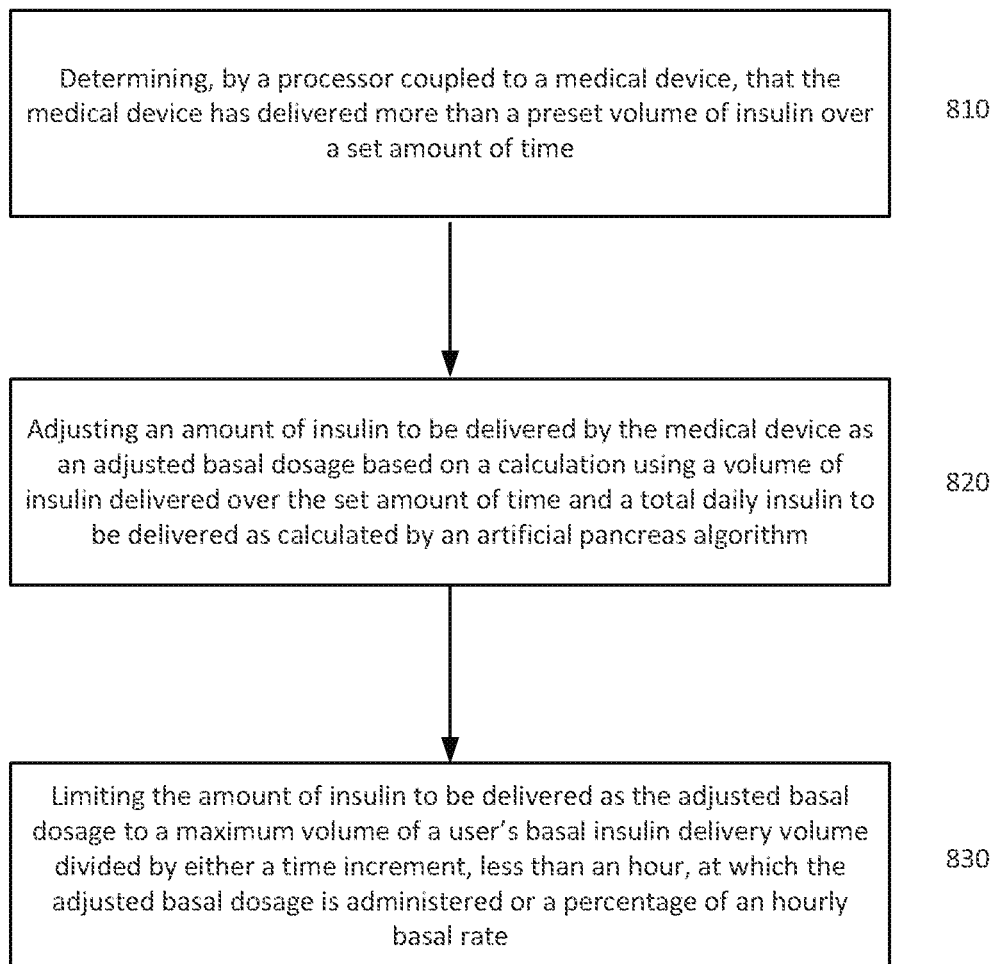 Determining, by a processor coupled to a medical device, that the
medical device has delivered more than a preset volume of insulin over
a set amount of time
810
Adjusting an amount of insulin to be delivered by the medical device as
an adjusted basal dosage based on a calculation using a volume of
insulin delivered over the set amount of time and a total daily insulin to
be delivered as calculated by an artificial pancreas algorithm
820
Limiting the amount of insulin to be delivered as the adjusted basal
dosage to a maximum volume of a user's basal insulin delivery volume
divided by either a time increment, less than an hour, at which the
adjusted basal dosage is administered or a percentage of an hourly
basal rate
830